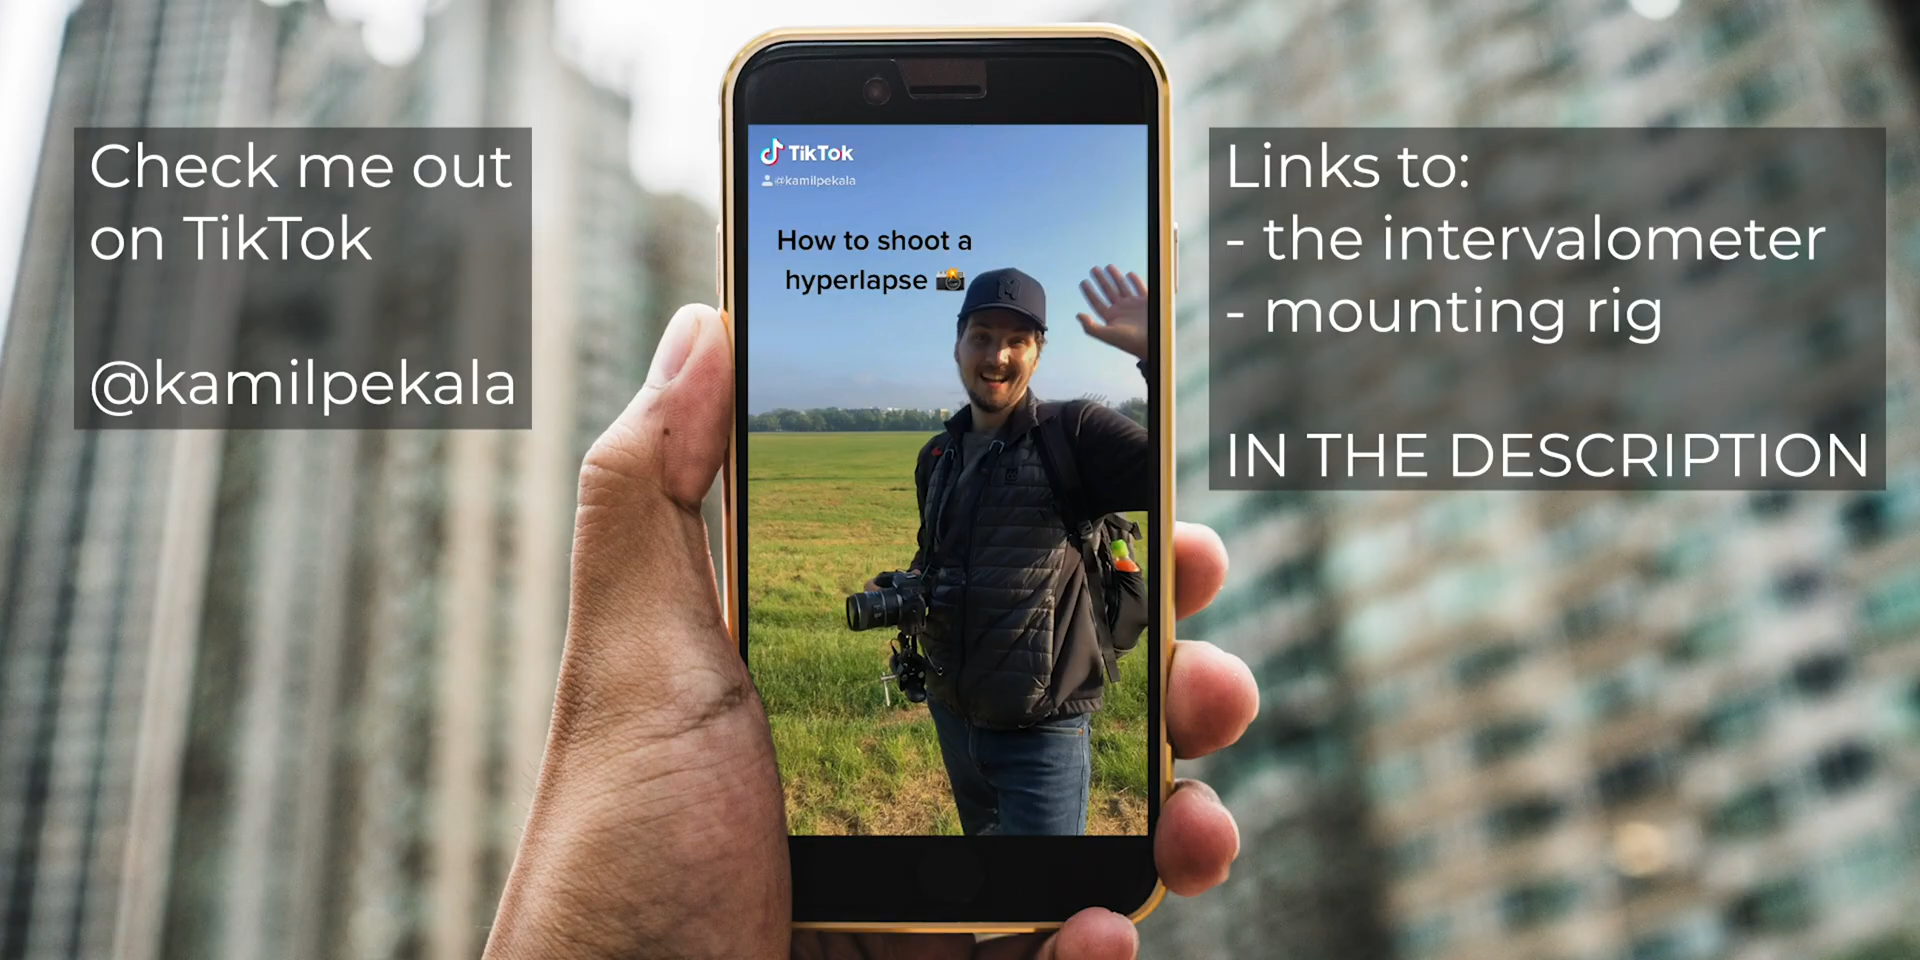 Check me out
on TikTok
@kamilpekala
TikTok
@kamilpekala
How to shoot a
hyperlapse 📸
Links to:
- the intervalometer
- mounting rig
IN THE DESCRIPTION